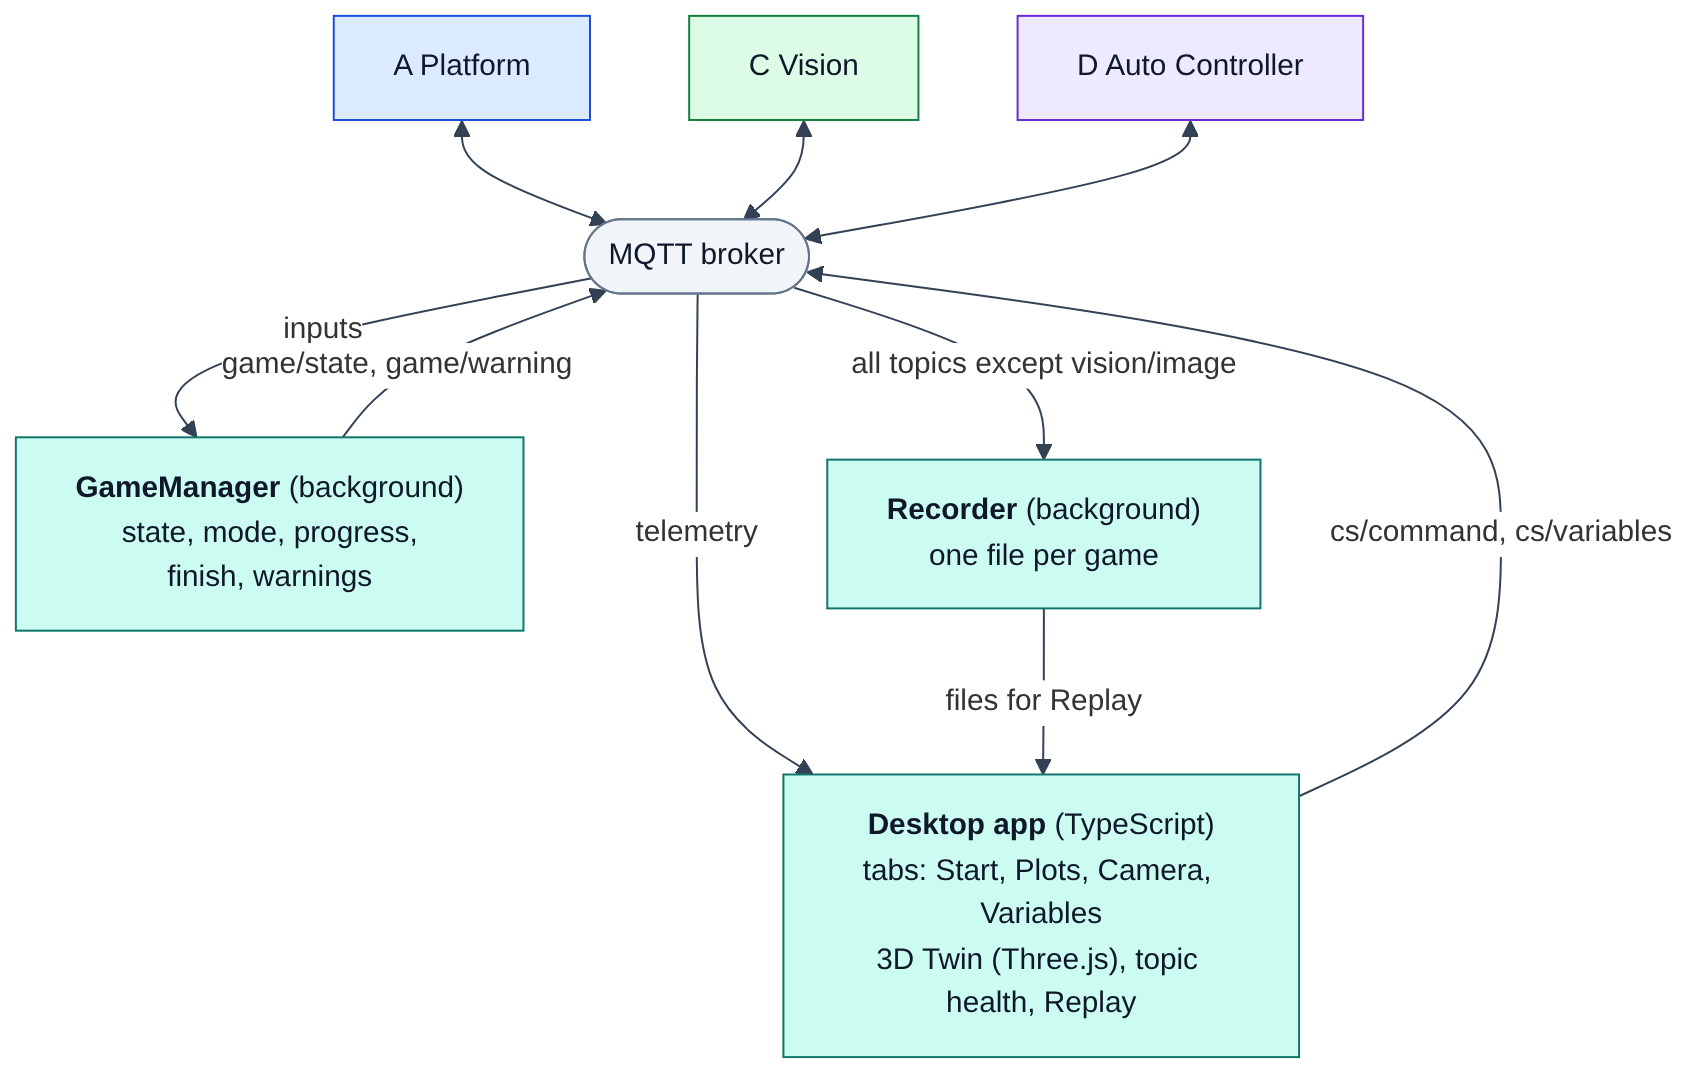 A Platform
C Vision
D Auto Controller
MQTT broker
inputs
game/state, game/warning
all topics except vision/image
GameManager (background)
state, mode, progress,
finish, warnings
telemetry
Recorder (background)
one file per game
cs/command, cs/variables
files for Replay
Desktop app (TypeScript)
tabs: Start, Plots, Camera,
Variables
3D Twin (Three.js), topic
health, Replay